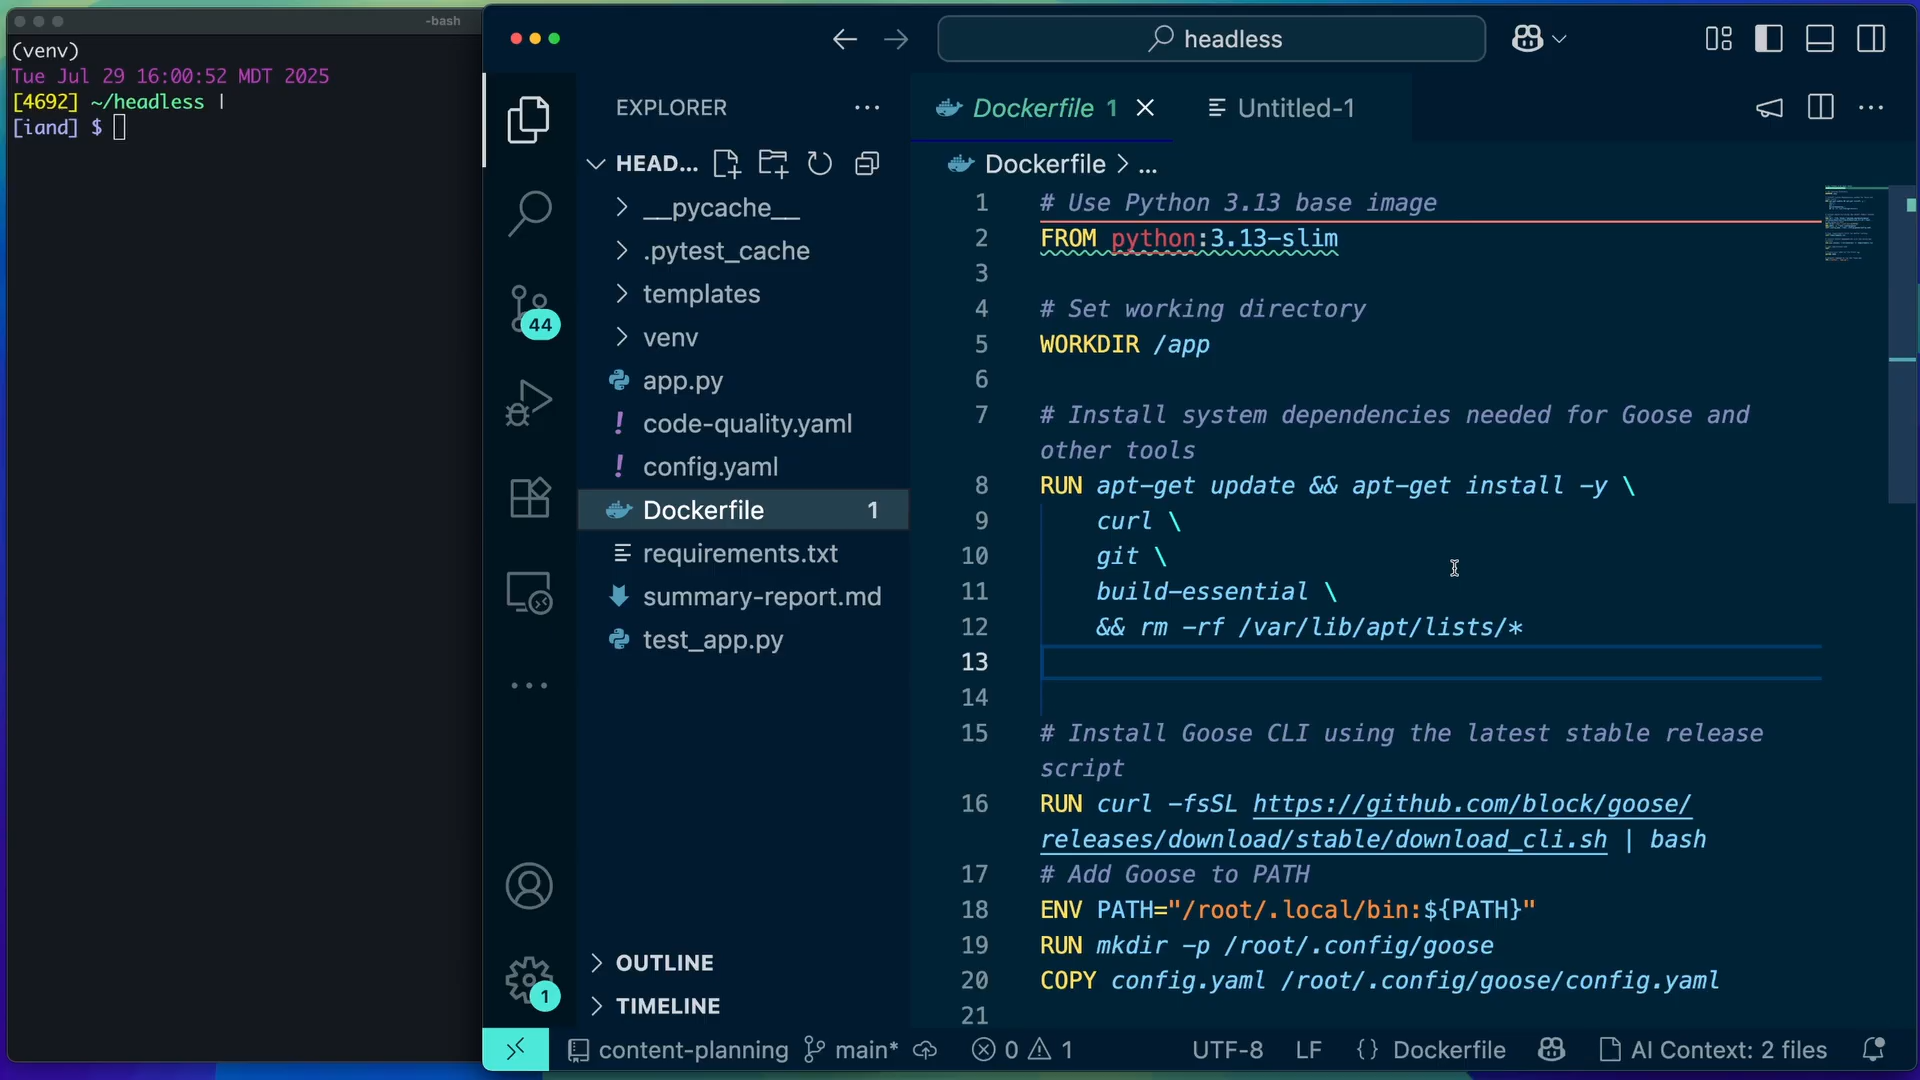 -bash
(venv)
Tue Jul 29 16:00:52 MDT 2025
[4692] ~/headless |
[iand] $
headless
EXPLORER
HEAD...
__pycache__
.pytest_cache
templates
venv
app.py
code-quality.yaml
config.yaml
Dockerfile 1
requirements.txt
summary-report.md
test_app.py
OUTLINE
TIMELINE
44
1
Dockerfile 1
Untitled-1
Dockerfile > ...
1 # Use Python 3.13 base image
2 FROM python:3.13-slim
3
4 # Set working directory
5 WORKDIR /app
6
7 # Install system dependencies needed for Goose and
other tools
8 RUN apt-get update && apt-get install -y \
9 curl \
10 git \
11 build-essential \
12 && rm -rf /var/lib/apt/lists/*
13
14
15 # Install Goose CLI using the latest stable release
script
16 RUN curl -fsSL https://github.com/block/goose/
releases/download/stable/download_cli.sh | bash
17 # Add Goose to PATH
18 ENV PATH="/root/.local/bin:${PATH}"
19 RUN mkdir -p /root/.config/goose
20 COPY config.yaml /root/.config/goose/config.yaml
21
content-planning main* 0 1 UTF-8 LF {} Dockerfile AI Context: 2 files